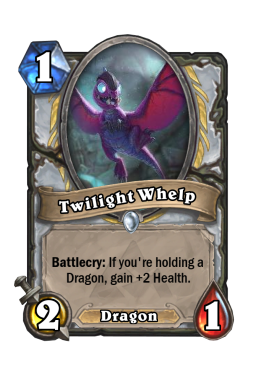 1
Twilight Whelp
Battlecry: If you're holding a
Dragon, gain +2 Health.
2
Dragon
1